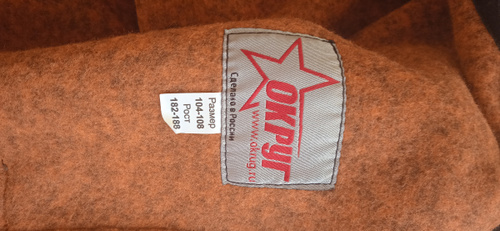 ОКРУГ
www.okrug.ru
Сделано в России
Размер
104-108
Рост
182-188